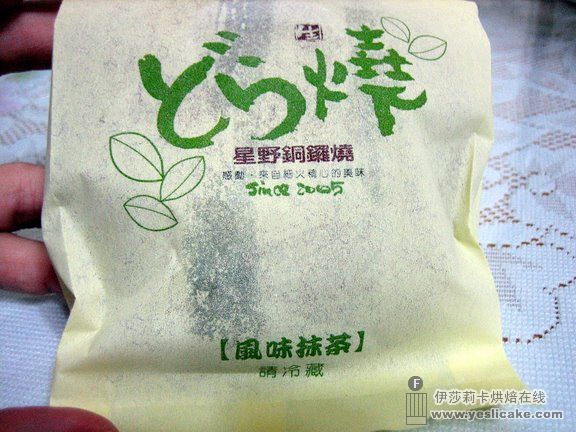 生
どら燒
星野銅鑼燒
感動，來自細火精心的美味
Since 2005
【風味抹茶】
請冷藏
F
伊莎莉卡烘焙在线
www.yeslicake.com